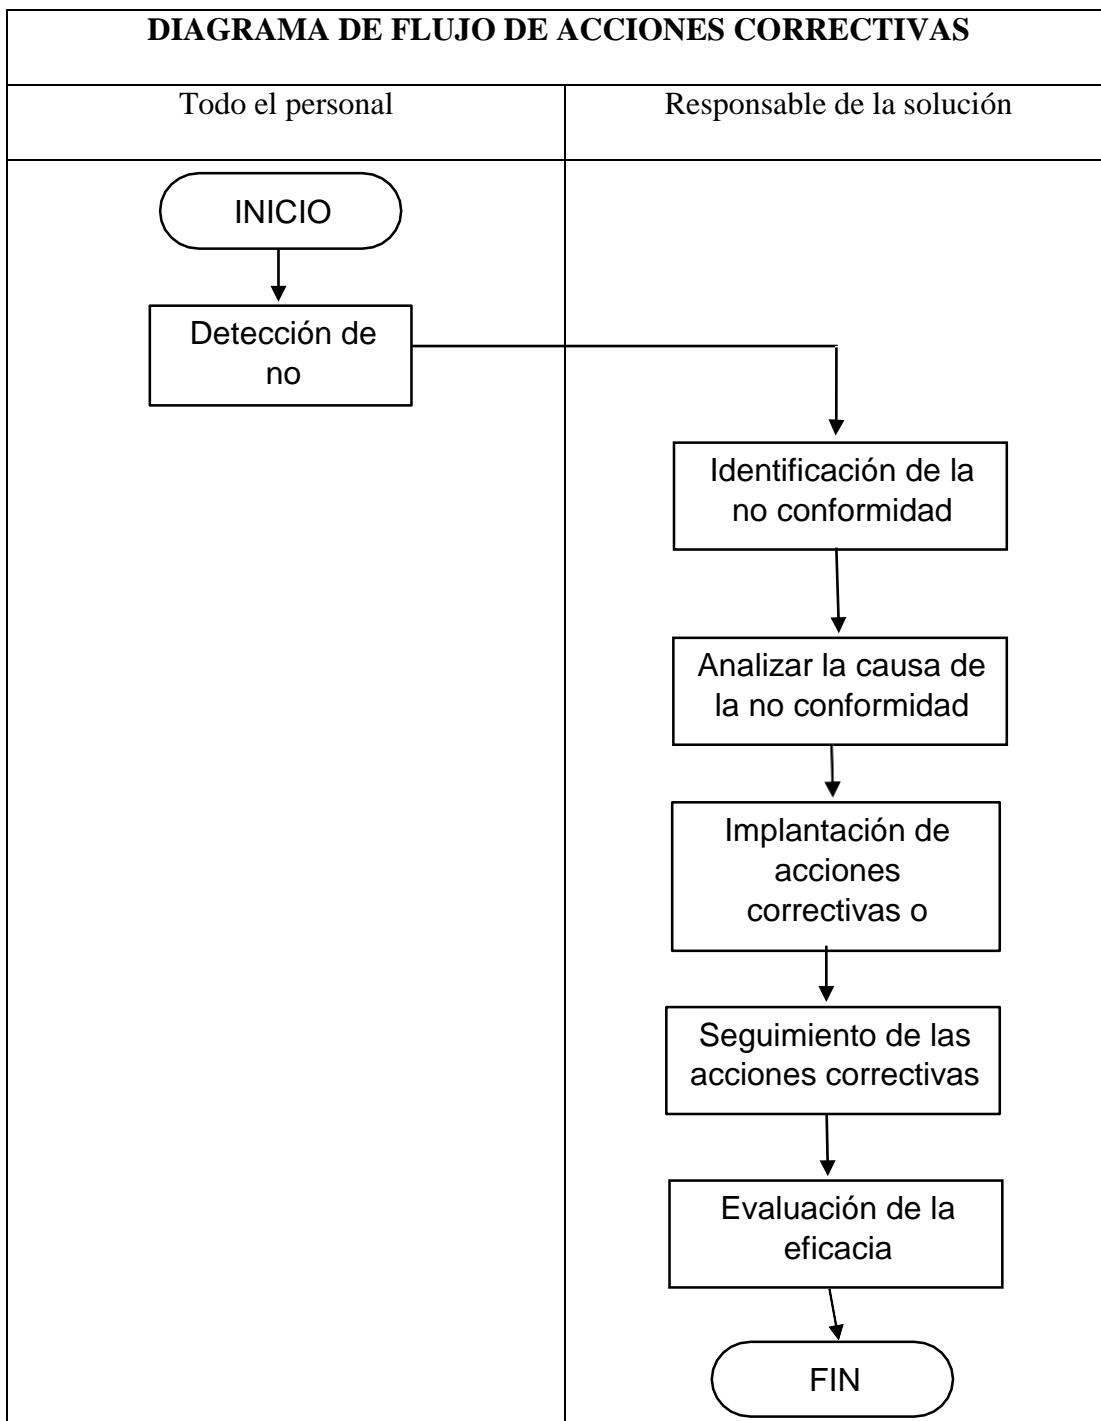 DIAGRAMA DE FLUJO DE ACCIONES CORRECTIVAS
Todo el personal
Responsable de la solución
INICIO
Detección de
no
Identificación de la
no conformidad
Analizar la causa de
la no conformidad
Implantación de
acciones
correctivas o
Seguimiento de las
acciones correctivas
Evaluación de la
eficacia
FIN